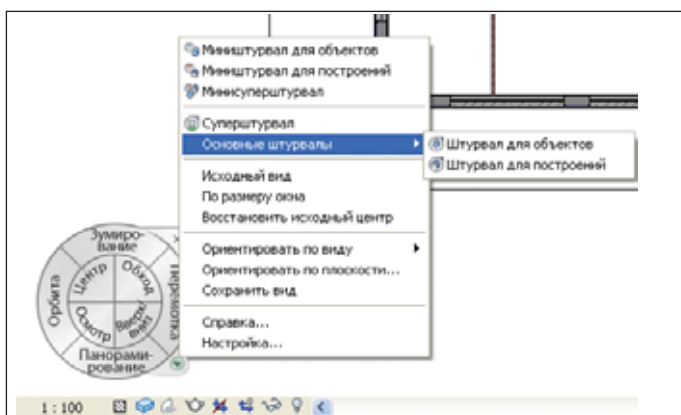 Миништурвал для объектов
Миништурвал для построений
Минисуперштурвал
Суперштурвал
Основные штурвалы
Штурвал для объектов
Штурвал для построений
Исходный вид
По размеру окна
Восстановить исходный центр
Ориентировать по виду
Ориентировать по плоскости...
Сохранить вид
Справка...
Настройка...
Зумиро-
вание
Орбита
Центр
Обход
Перемотка
Осмотр
Вверх/
вниз
Панорами-
рование
1 : 100